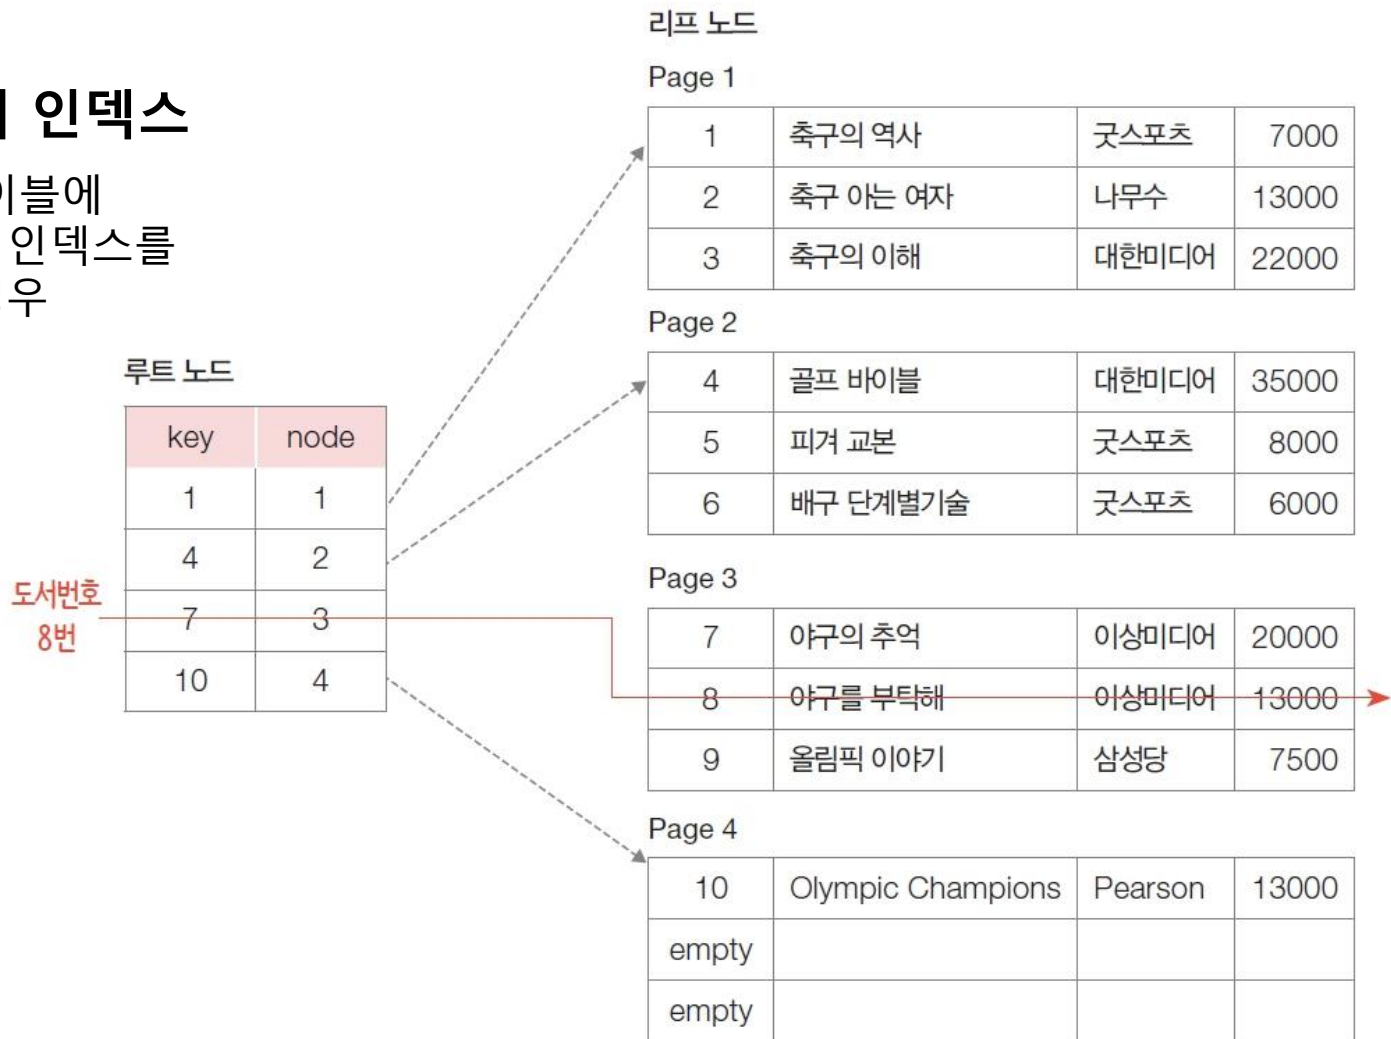 인덱스
이블에
인덱스를
우
루트 노드
key node
1 1
4 2
7 3
10 4
도서번호
8번
리프 노드
Page 1
1 축구의 역사 굿스포츠 7000
2 축구 아는 여자 나무수 13000
3 축구의 이해 대한미디어 22000
Page 2
4 골프 바이블 대한미디어 35000
5 피겨 교본 굿스포츠 8000
6 배구 단계별기술 굿스포츠 6000
Page 3
7 야구의 추억 이상미디어 20000
8 야구를 부탁해 이상미디어 13000
9 올림픽 이야기 삼성당 7500
Page 4
10 Olympic Champions Pearson 13000
empty
empty